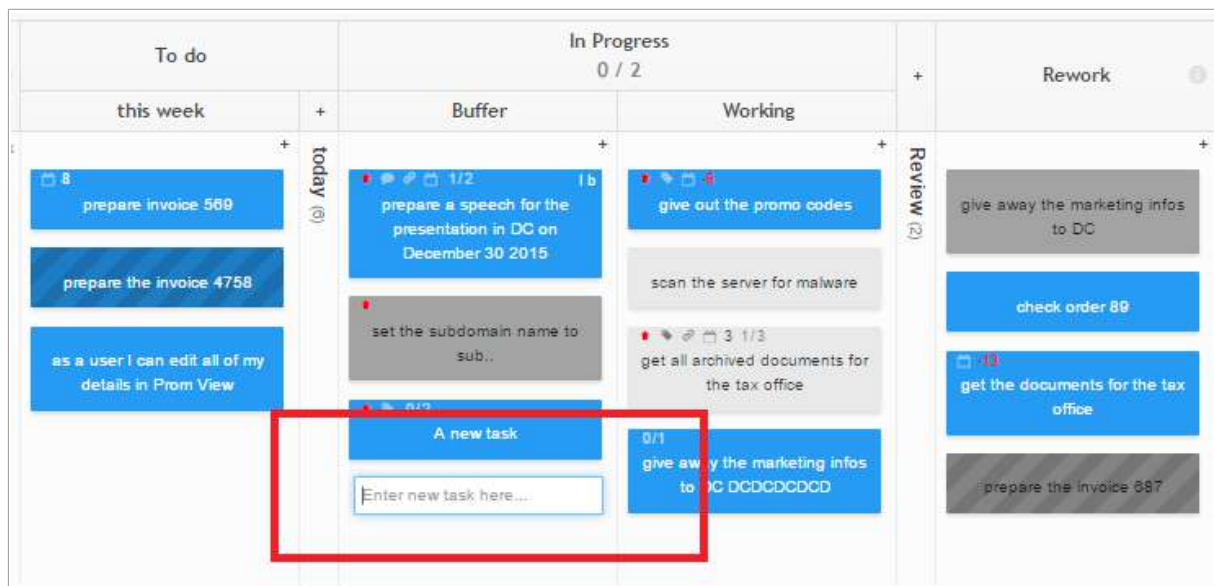 To do
In Progress
0 / 2
+
Rework
this week
+
Buffer
Working
+
today (6)
+
+
Review (2)
+
8
prepare invoice 569
prepare the invoice 4758
as a user I can edit all of my
details in Prom View
1/2
l b
prepare a speech for the
presentation in DC on
December 30 2015
set the subdomain name to
sub..
A new task
Enter new task here...
give out the promo codes
scan the server for malware
3 1/3
get all archived documents for
the tax office
0/1
give away the marketing infos
to DC DCDCDCDCD
give away the marketing infos
to DC
check order 89
-13
get the documents for the tax
office
prepare the invoice 687